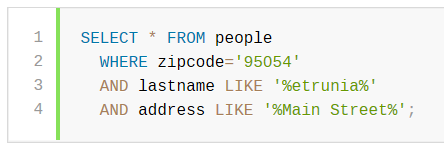 1 SELECT * FROM people
2 WHERE zipcode='95054'
3 AND lastname LIKE '%etrunia%'
4 AND address LIKE '%Main Street%';